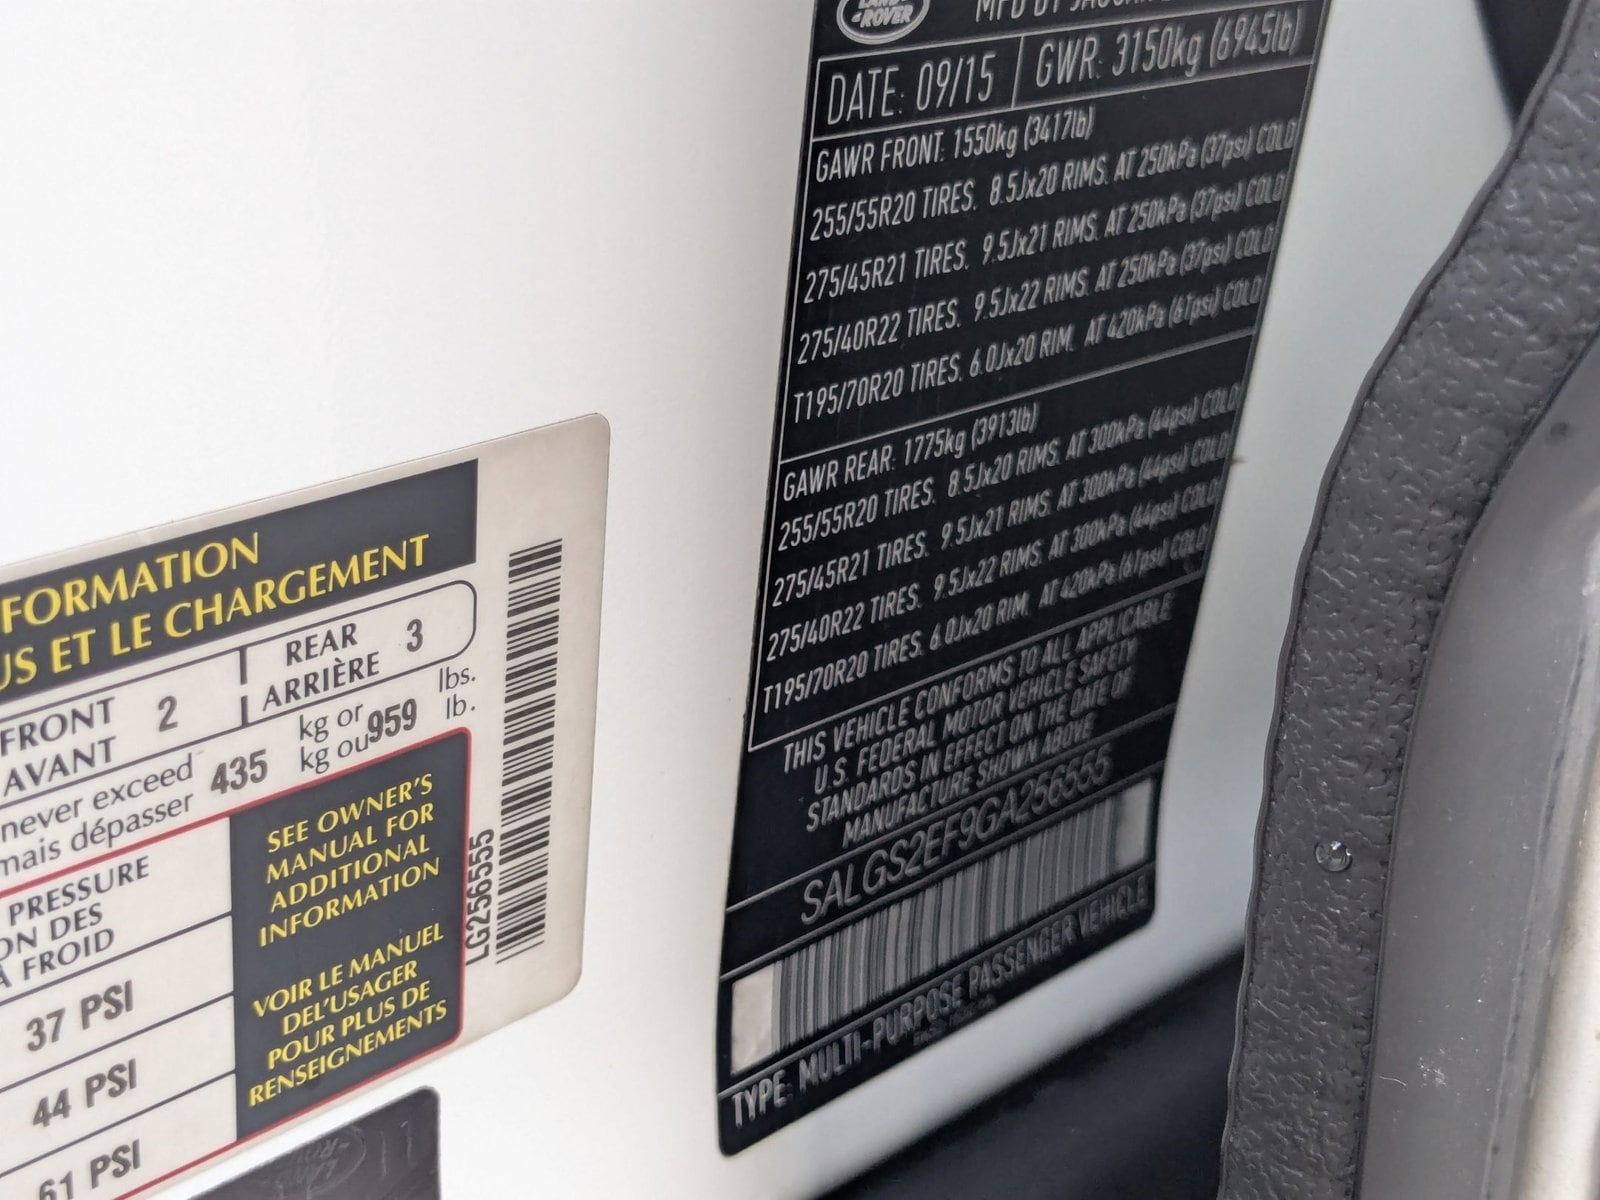 LAND
ROVER
MFD BY
DATE: 09/15 GWR: 3150kg (6945lb)
GAWR FRONT: 1550kg (3417lb)
255/55R20 TIRES. 8.5Jx20 RIMS. AT 250kPa (37psi) COLD
275/45R21 TIRES. 9.5Jx21 RIMS. AT 250kPa (37psi) COLD
275/40R22 TIRES. 9.5Jx22 RIMS. AT 250kPa (37psi) COLD
T195/70R20 TIRES. 6.0Jx20 RIM. AT 420kPa (61psi) COLD
GAWR REAR: 1775kg (3913lb)
255/55R20 TIRES. 8.5Jx20 RIMS. AT 300kPa (44psi) COLD
275/45R21 TIRES. 9.5Jx21 RIMS. AT 300kPa (44psi) COLD
275/40R22 TIRES. 9.5Jx22 RIMS. AT 300kPa (44psi) COLD
T195/70R20 TIRES. 6.0Jx20 RIM. AT 420kPa (61psi) COLD
THIS VEHICLE CONFORMS TO ALL APPLICABLE
U.S. FEDERAL MOTOR VEHICLE SAFETY
STANDARDS IN EFFECT ON THE DATE OF
MANUFACTURE SHOWN ABOVE
SALGS2EF9GA256555
TYPE: MULTI-PURPOSE PASSENGER VEHICLE
NFORMATION
US ET LE CHARGEMENT
FRONT
AVANT 2
REAR
ARRIÈRE 3
never exceed
mais dépasser 435
kg or
kg ou 959
lbs.
lb.
PRESSURE
ON DES
À FROID
37 PSI
44 PSI
61 PSI
SEE OWNER'S
MANUAL FOR
ADDITIONAL
INFORMATION
VOIR LE MANUEL
DEL'USAGER
POUR PLUS DE
RENSEIGNEMENTS
LG256555